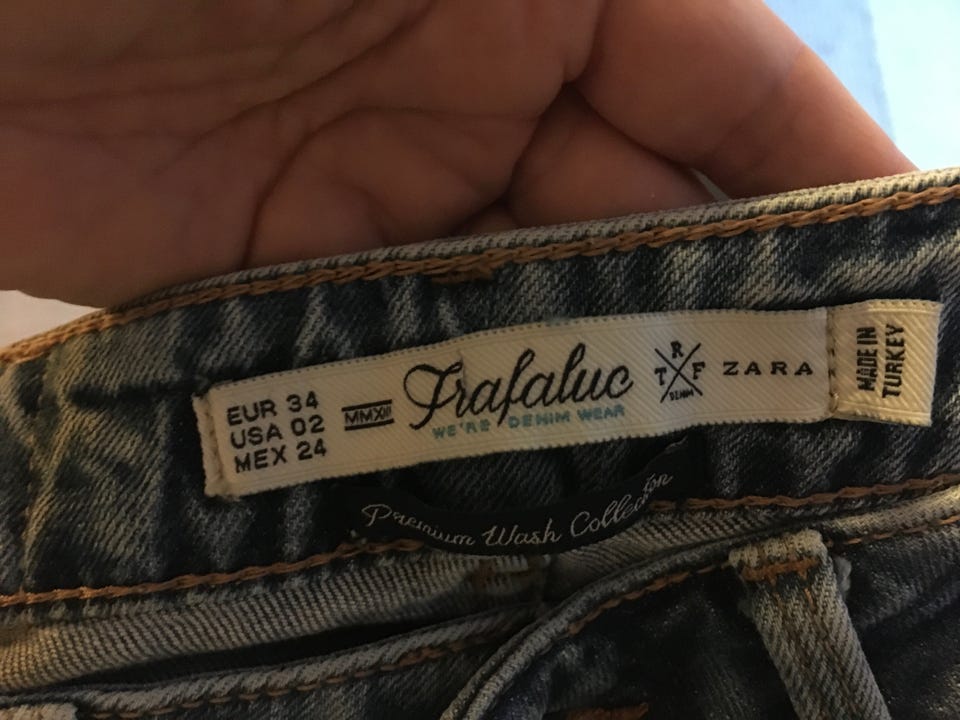 EUR 34
USA 02
MEX 24
MMXII
Trafaluc
WE'RE DENIM WEAR
R
T F
DENIM
ZARA
MADE IN
TURKEY
Premium Wash Collection